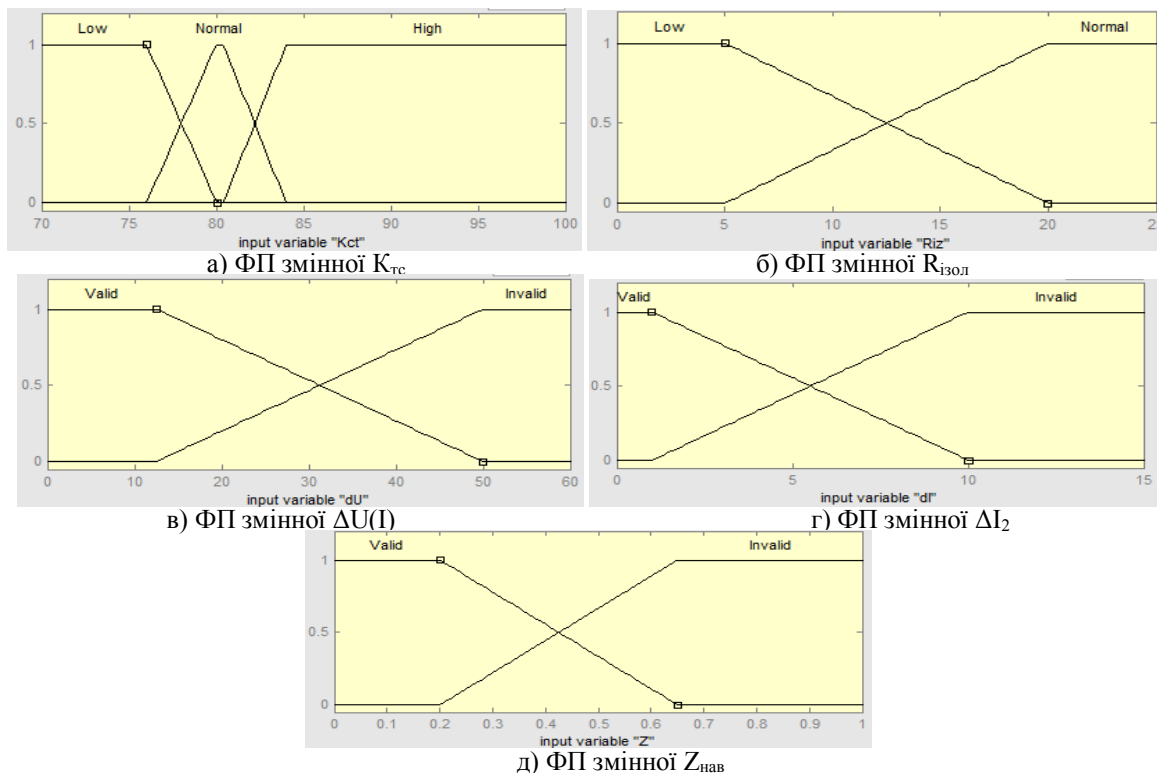 Low Normal High
1
0.5
0
70 75 80 85 90 95 100
input variable "Kct"
а) ФП змінної Kтс
Low Normal
1
0.5
0
0 5 10 15 20 25
input variable "Riz"
б) ФП змінної Rізол
Valid Invalid
1
0.5
0
0 10 20 30 40 50 60
input variable "dU"
в) ФП змінної ΔU(I)
Valid Invalid
1
0.5
0
0 5 10 15
input variable "dI"
г) ФП змінної ΔI₂
Valid Invalid
1
0.5
0
0 0.1 0.2 0.3 0.4 0.5 0.6 0.7 0.8 0.9 1
input variable "Z"
д) ФП змінної Zнав